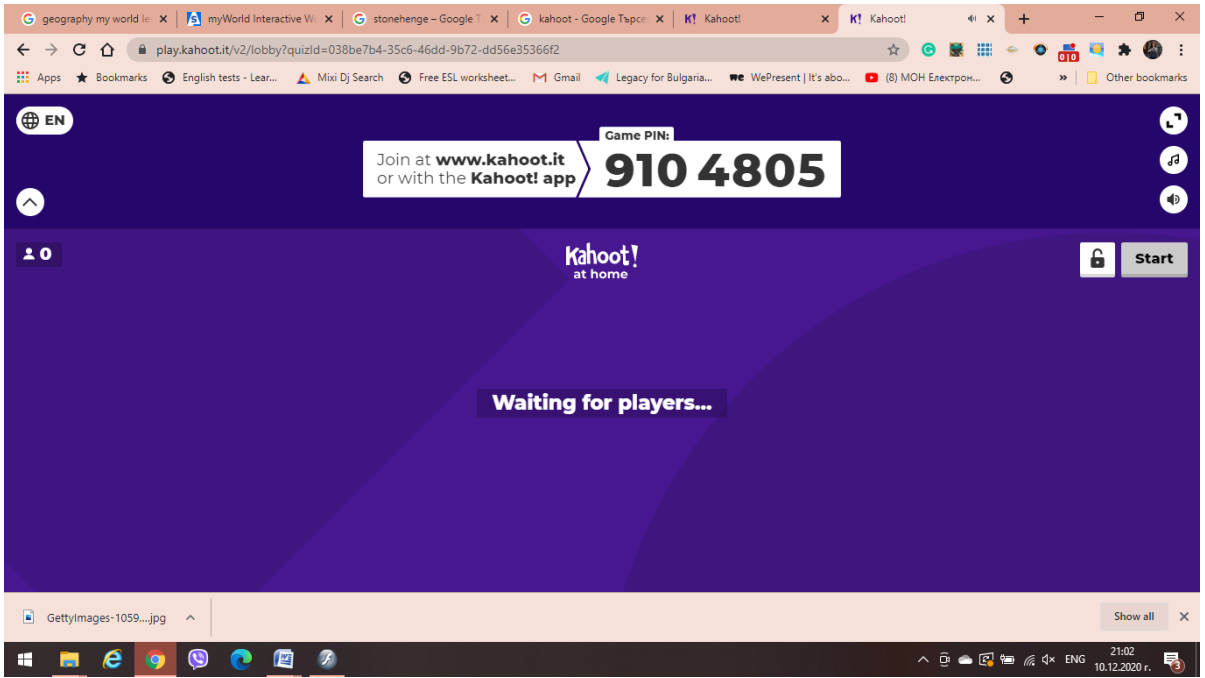 geography my world le
myWorld Interactive Wo
stonehenge – Google T
kahoot - Google Търсе
Kahoot!
Kahoot!
play.kahoot.it/v2/lobby?quizId=038be7b4-35c6-46dd-9b72-dd56e35366f2
Apps
Bookmarks
English tests - Lear...
Mixi Dj Search
Free ESL worksheet...
Gmail
Legacy for Bulgaria...
WePresent | It's abo...
(8) МОН Електрон...
»
Other bookmarks
EN
Join at www.kahoot.it
or with the Kahoot! app
Game PIN:
910 4805
0
Kahoot!
at home
Start
Waiting for players...
GettyImages-1059....jpg
Show all
ENG
21:02
10.12.2020 г.
3